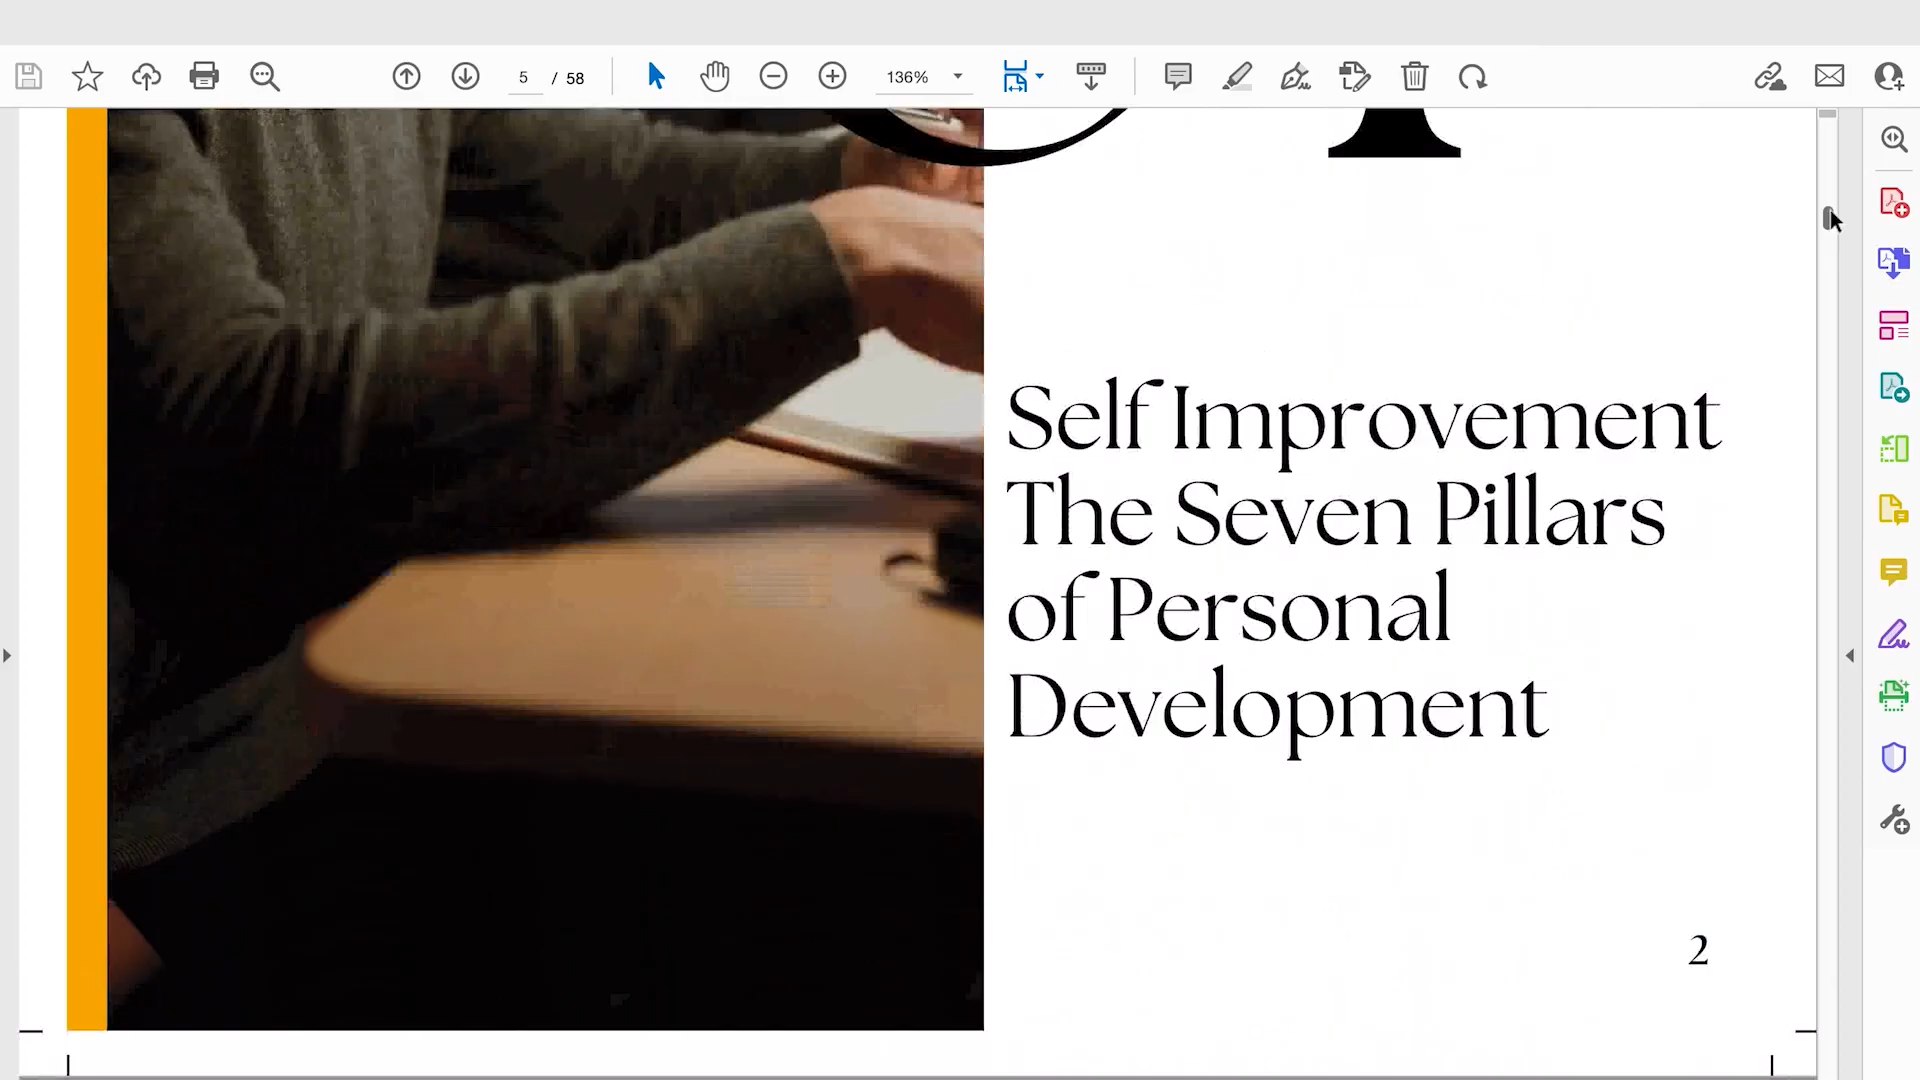 5 / 58 136%
Self Improvement
The Seven Pillars
of Personal
Development
2